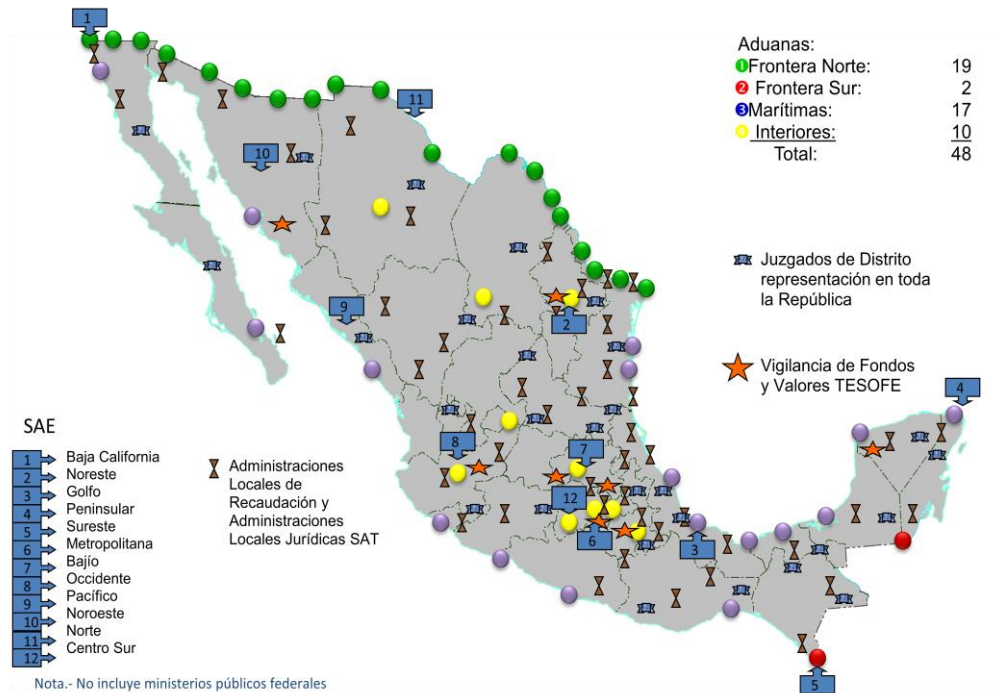 1
11
10
9
2
4
8
7
12
6
3
5
Aduanas:
1 Frontera Norte: 19
2 Frontera Sur: 2
3 Marítimas: 17
4 Interiores: 10
Total: 48
Juzgados de Distrito
representación en toda
la República
Vigilancia de Fondos
y Valores TESOFE
SAE
1 Baja California
2 Noreste
3 Golfo
4 Peninsular
5 Sureste
6 Metropolitana
7 Bajío
8 Occidente
9 Pacífico
10 Noroeste
11 Norte
12 Centro Sur
Administraciones
Locales de
Recaudación y
Administraciones
Locales Jurídicas SAT
Nota.- No incluye ministerios públicos federales